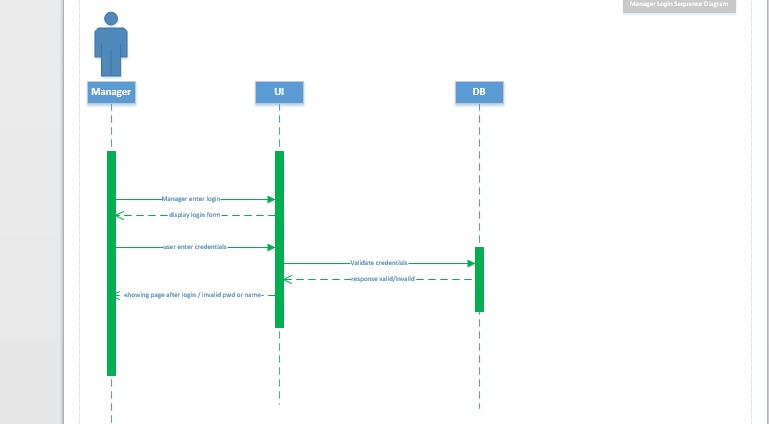 Manager Login Sequence Diagram
Manager
UI
DB
Manager enter login
display login form
user enter credentials
Validate credentials
response valid/invalid
showing page after login / invalid pwd or name